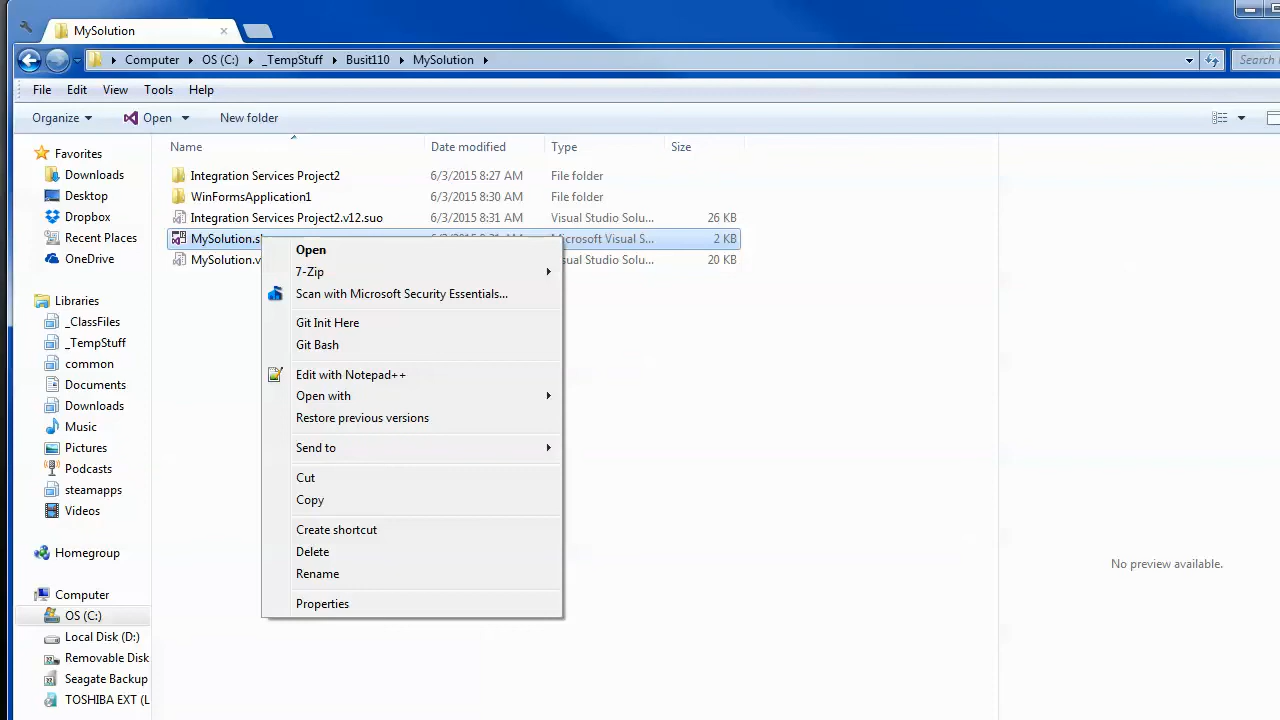 MySolution
Computer OS (C:) _TempStuff Busit110 MySolution Search
File Edit View Tools Help
Organize Open New folder
Name Date modified Type Size
Favorites
Downloads
Desktop
Dropbox
Recent Places
OneDrive
Libraries
_ClassFiles
_TempStuff
common
Documents
Downloads
Music
Pictures
Podcasts
steamapps
Videos
Homegroup
Computer
OS (C:)
Local Disk (D:)
Removable Disk
Seagate Backup
TOSHIBA EXT (L
Integration Services Project2 6/3/2015 8:27 AM File folder
WinFormsApplication1 6/3/2015 8:30 AM File folder
Integration Services Project2.v12.suo 6/3/2015 8:31 AM Visual Studio Solu... 26 KB
MySolution.s Microsoft Visual S... 2 KB
MySolution.v isual Studio Solu... 20 KB
Open
7-Zip
Scan with Microsoft Security Essentials...
Git Init Here
Git Bash
Edit with Notepad++
Open with
Restore previous versions
Send to
Cut
Copy
Create shortcut
Delete
Rename
Properties
No preview available.